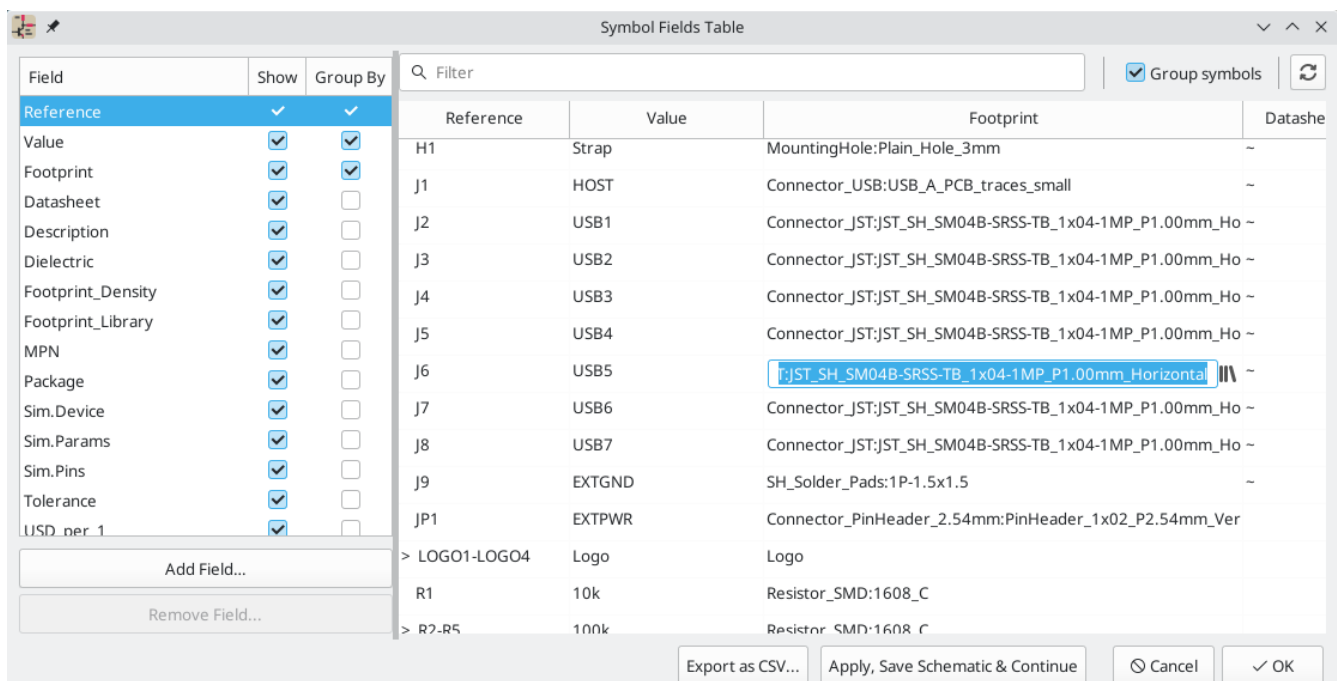 Symbol Fields Table
Field Show Group By
Reference
Value
Footprint
Datasheet
Description
Dielectric
Footprint_Density
Footprint_Library
MPN
Package
Sim.Device
Sim.Params
Sim.Pins
Tolerance
USD_per_1
Add Field...
Remove Field...
Filter
Group symbols
Reference Value Footprint Datashe
H1 Strap MountingHole:Plain_Hole_3mm ~
J1 HOST Connector_USB:USB_A_PCB_traces_small ~
J2 USB1 Connector_JST:JST_SH_SM04B-SRSS-TB_1x04-1MP_P1.00mm_Ho ~
J3 USB2 Connector_JST:JST_SH_SM04B-SRSS-TB_1x04-1MP_P1.00mm_Ho ~
J4 USB3 Connector_JST:JST_SH_SM04B-SRSS-TB_1x04-1MP_P1.00mm_Ho ~
J5 USB4 Connector_JST:JST_SH_SM04B-SRSS-TB_1x04-1MP_P1.00mm_Ho ~
J6 USB5 T:JST_SH_SM04B-SRSS-TB_1x04-1MP_P1.00mm_Horizontal ~
J7 USB6 Connector_JST:JST_SH_SM04B-SRSS-TB_1x04-1MP_P1.00mm_Ho ~
J8 USB7 Connector_JST:JST_SH_SM04B-SRSS-TB_1x04-1MP_P1.00mm_Ho ~
J9 EXTGND SH_Solder_Pads:1P-1.5x1.5 ~
JP1 EXTPWR Connector_PinHeader_2.54mm:PinHeader_1x02_P2.54mm_Ver
> LOGO1-LOGO4 Logo Logo
R1 10k Resistor_SMD:1608_C
> R2-R5 100k Resistor_SMD:1608_C
Export as CSV... Apply, Save Schematic & Continue Cancel OK